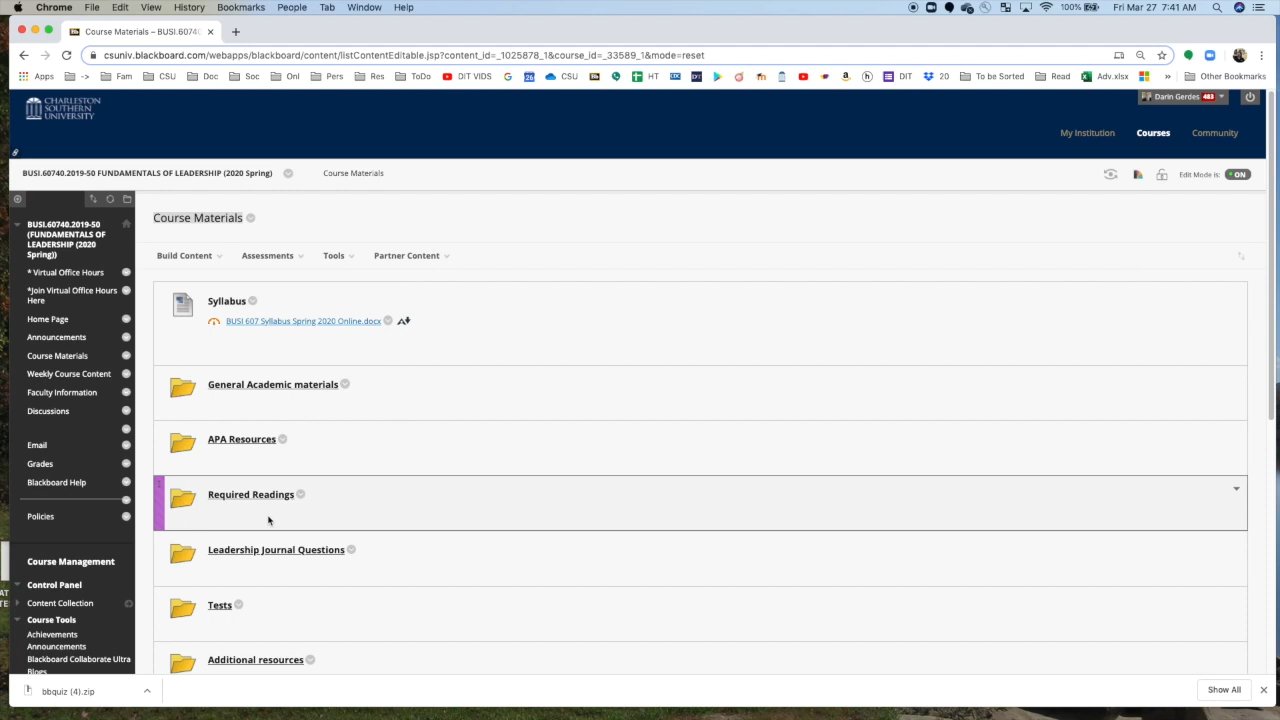 Chrome File Edit View History Bookmarks People Tab Window Help 100% Fri Mar 27 7:41 AM
Course Materials – BUSI.60740
csuniv.blackboard.com/webapps/blackboard/content/listContentEditable.jsp?content_id=_1025878_1&course_id=_33589_1&mode=reset
Apps -> Fam CSU Doc Soc Onl Pers Res ToDo DIT VIDS 26 CSU HT DIT 20 To be Sorted Read Adv.xlsx » Other Bookmarks
CHARLESTON
SOUTHERN
UNIVERSITY
Darin Gerdes 483
My Institution Courses Community
BUSI.60740.2019-50 FUNDAMENTALS OF LEADERSHIP (2020 Spring) Course Materials Edit Mode is: ON
BUSI.60740.2019-50
(FUNDAMENTALS OF
LEADERSHIP (2020
Spring))
* Virtual Office Hours
*Join Virtual Office Hours
Here
Home Page
Announcements
Course Materials
Weekly Course Content
Faculty Information
Discussions
Email
Grades
Blackboard Help
Policies
Course Management
Control Panel
Content Collection
Course Tools
Achievements
Announcements
Blackboard Collaborate Ultra
Blogs
Course Materials
Build Content Assessments Tools Partner Content
Syllabus
BUSI 607 Syllabus Spring 2020 Online.docx
General Academic materials
APA Resources
Required Readings
Leadership Journal Questions
Tests
Additional resources
bbquiz (4).zip Show All